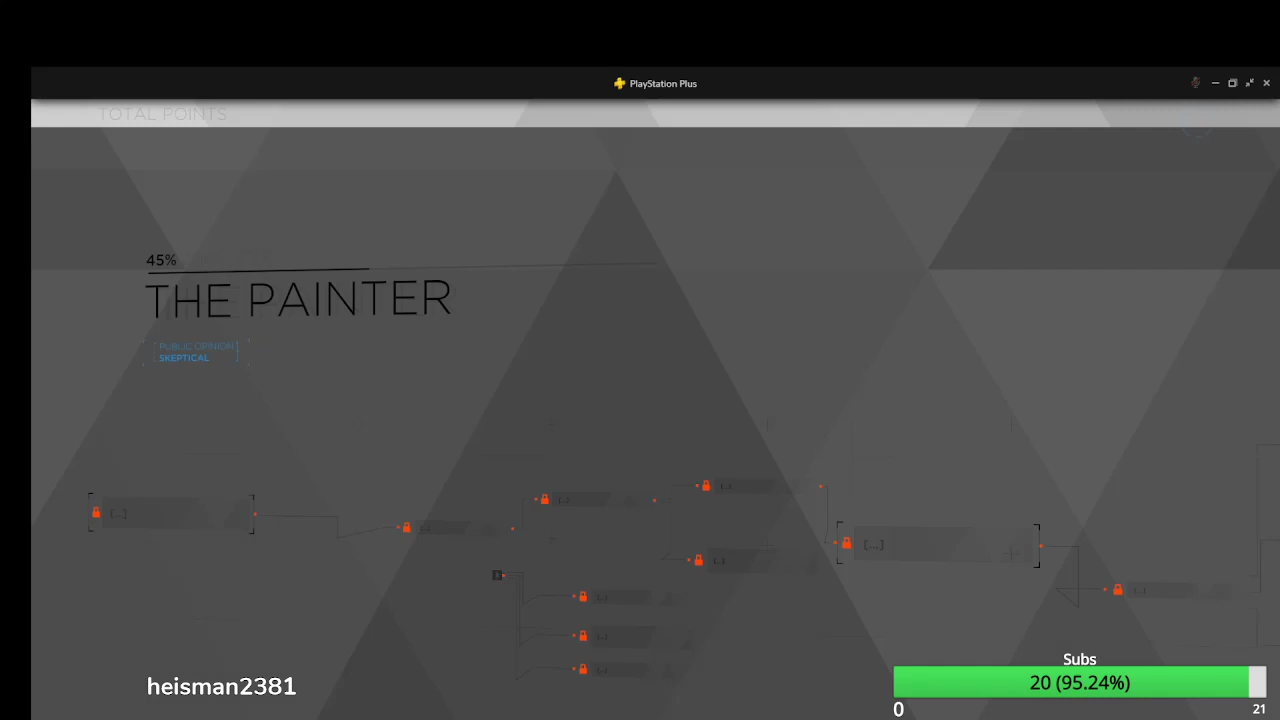 PlayStation Plus
TOTAL POINTS
45%
THE PAINTER
PUBLIC OPINION
SKEPTICAL
[...]
[...]
[...]
[...]
[...]
[...]
[...]
[...]
[...]
Subs
heisman2381
20 (95.24%)
0
21